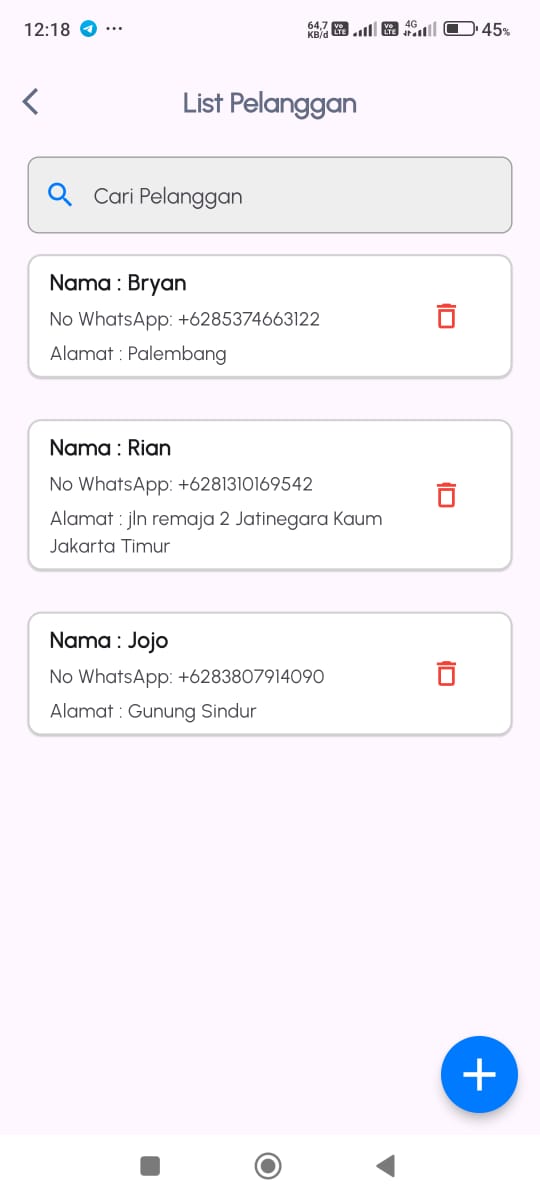 12:18 ... 64,7 KB/d Vo LTE Vo LTE 4G 45%
List Pelanggan
Cari Pelanggan
Nama : Bryan
No WhatsApp: +6285374663122
Alamat : Palembang
Nama : Rian
No WhatsApp: +6281310169542
Alamat : jln remaja 2 Jatinegara Kaum
Jakarta Timur
Nama : Jojo
No WhatsApp: +6283807914090
Alamat : Gunung Sindur